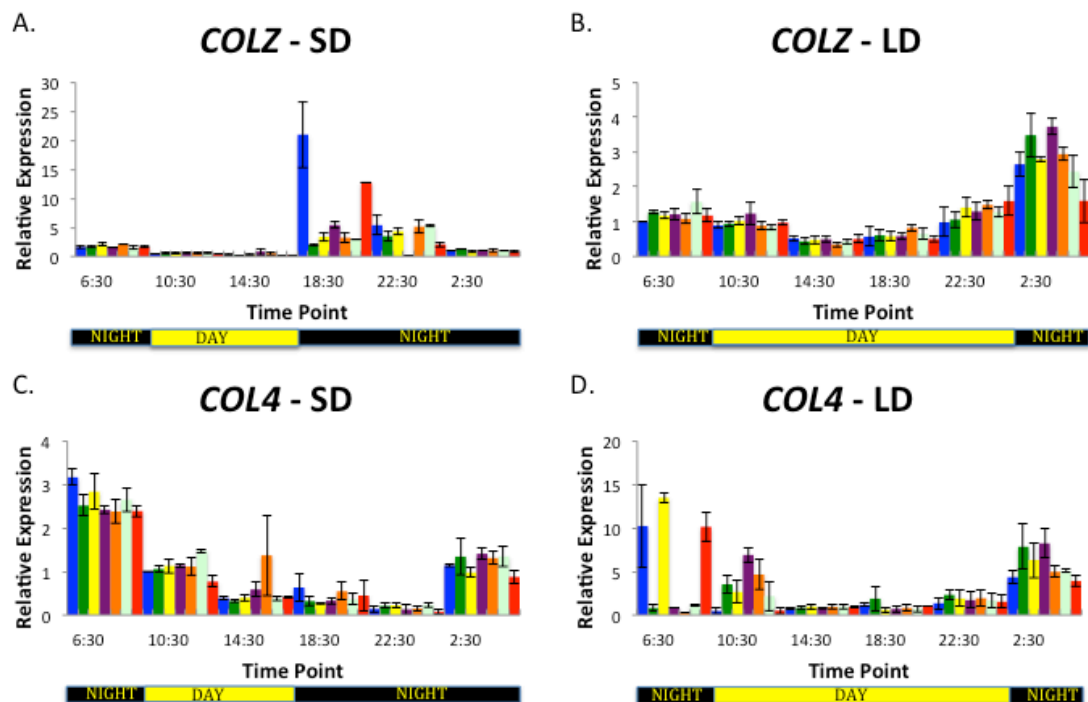 A.
COLZ - SD
Relative Expression
30
25
20
15
10
5
0
6:30 10:30 14:30 18:30 22:30 2:30
Time Point
NIGHT DAY NIGHT
B.
COLZ - LD
Relative Expression
5
4
3
2
1
0
6:30 10:30 14:30 18:30 22:30 2:30
Time Point
NIGHT DAY NIGHT
C.
COL4 - SD
Relative Expression
4
3
2
1
0
6:30 10:30 14:30 18:30 22:30 2:30
Time Point
NIGHT DAY NIGHT
D.
COL4 - LD
Relative Expression
20
15
10
5
0
6:30 10:30 14:30 18:30 22:30 2:30
Time Point
NIGHT DAY NIGHT